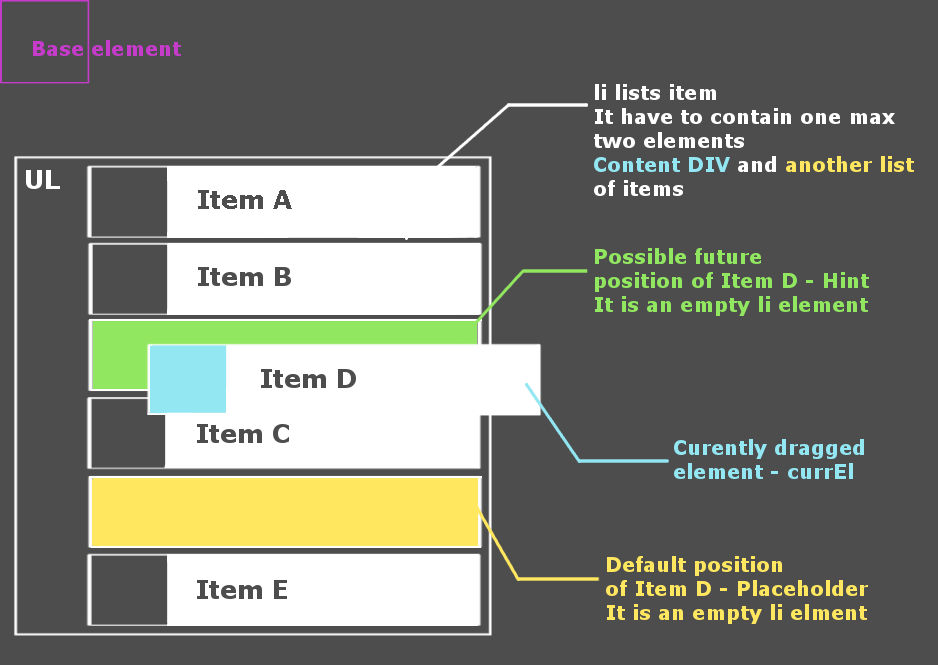 Base element
li lists item
It have to contain one max
two elements
Content DIV and another list
of items
UL
Item A
Item B
Possible future
position of Item D - Hint
It is an empty li element
Item D
Item C
Curently dragged
element - currEl
Item E
Default position
of Item D - Placeholder
It is an empty li elment